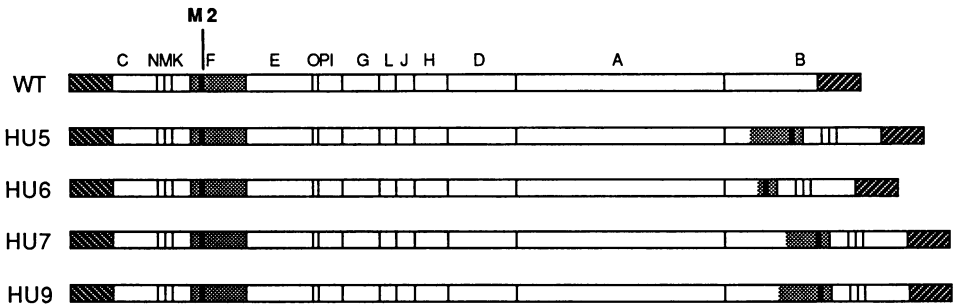 M2
C NMK F E OPI G L J H D A B
WT
HU5
HU6
HU7
HU9